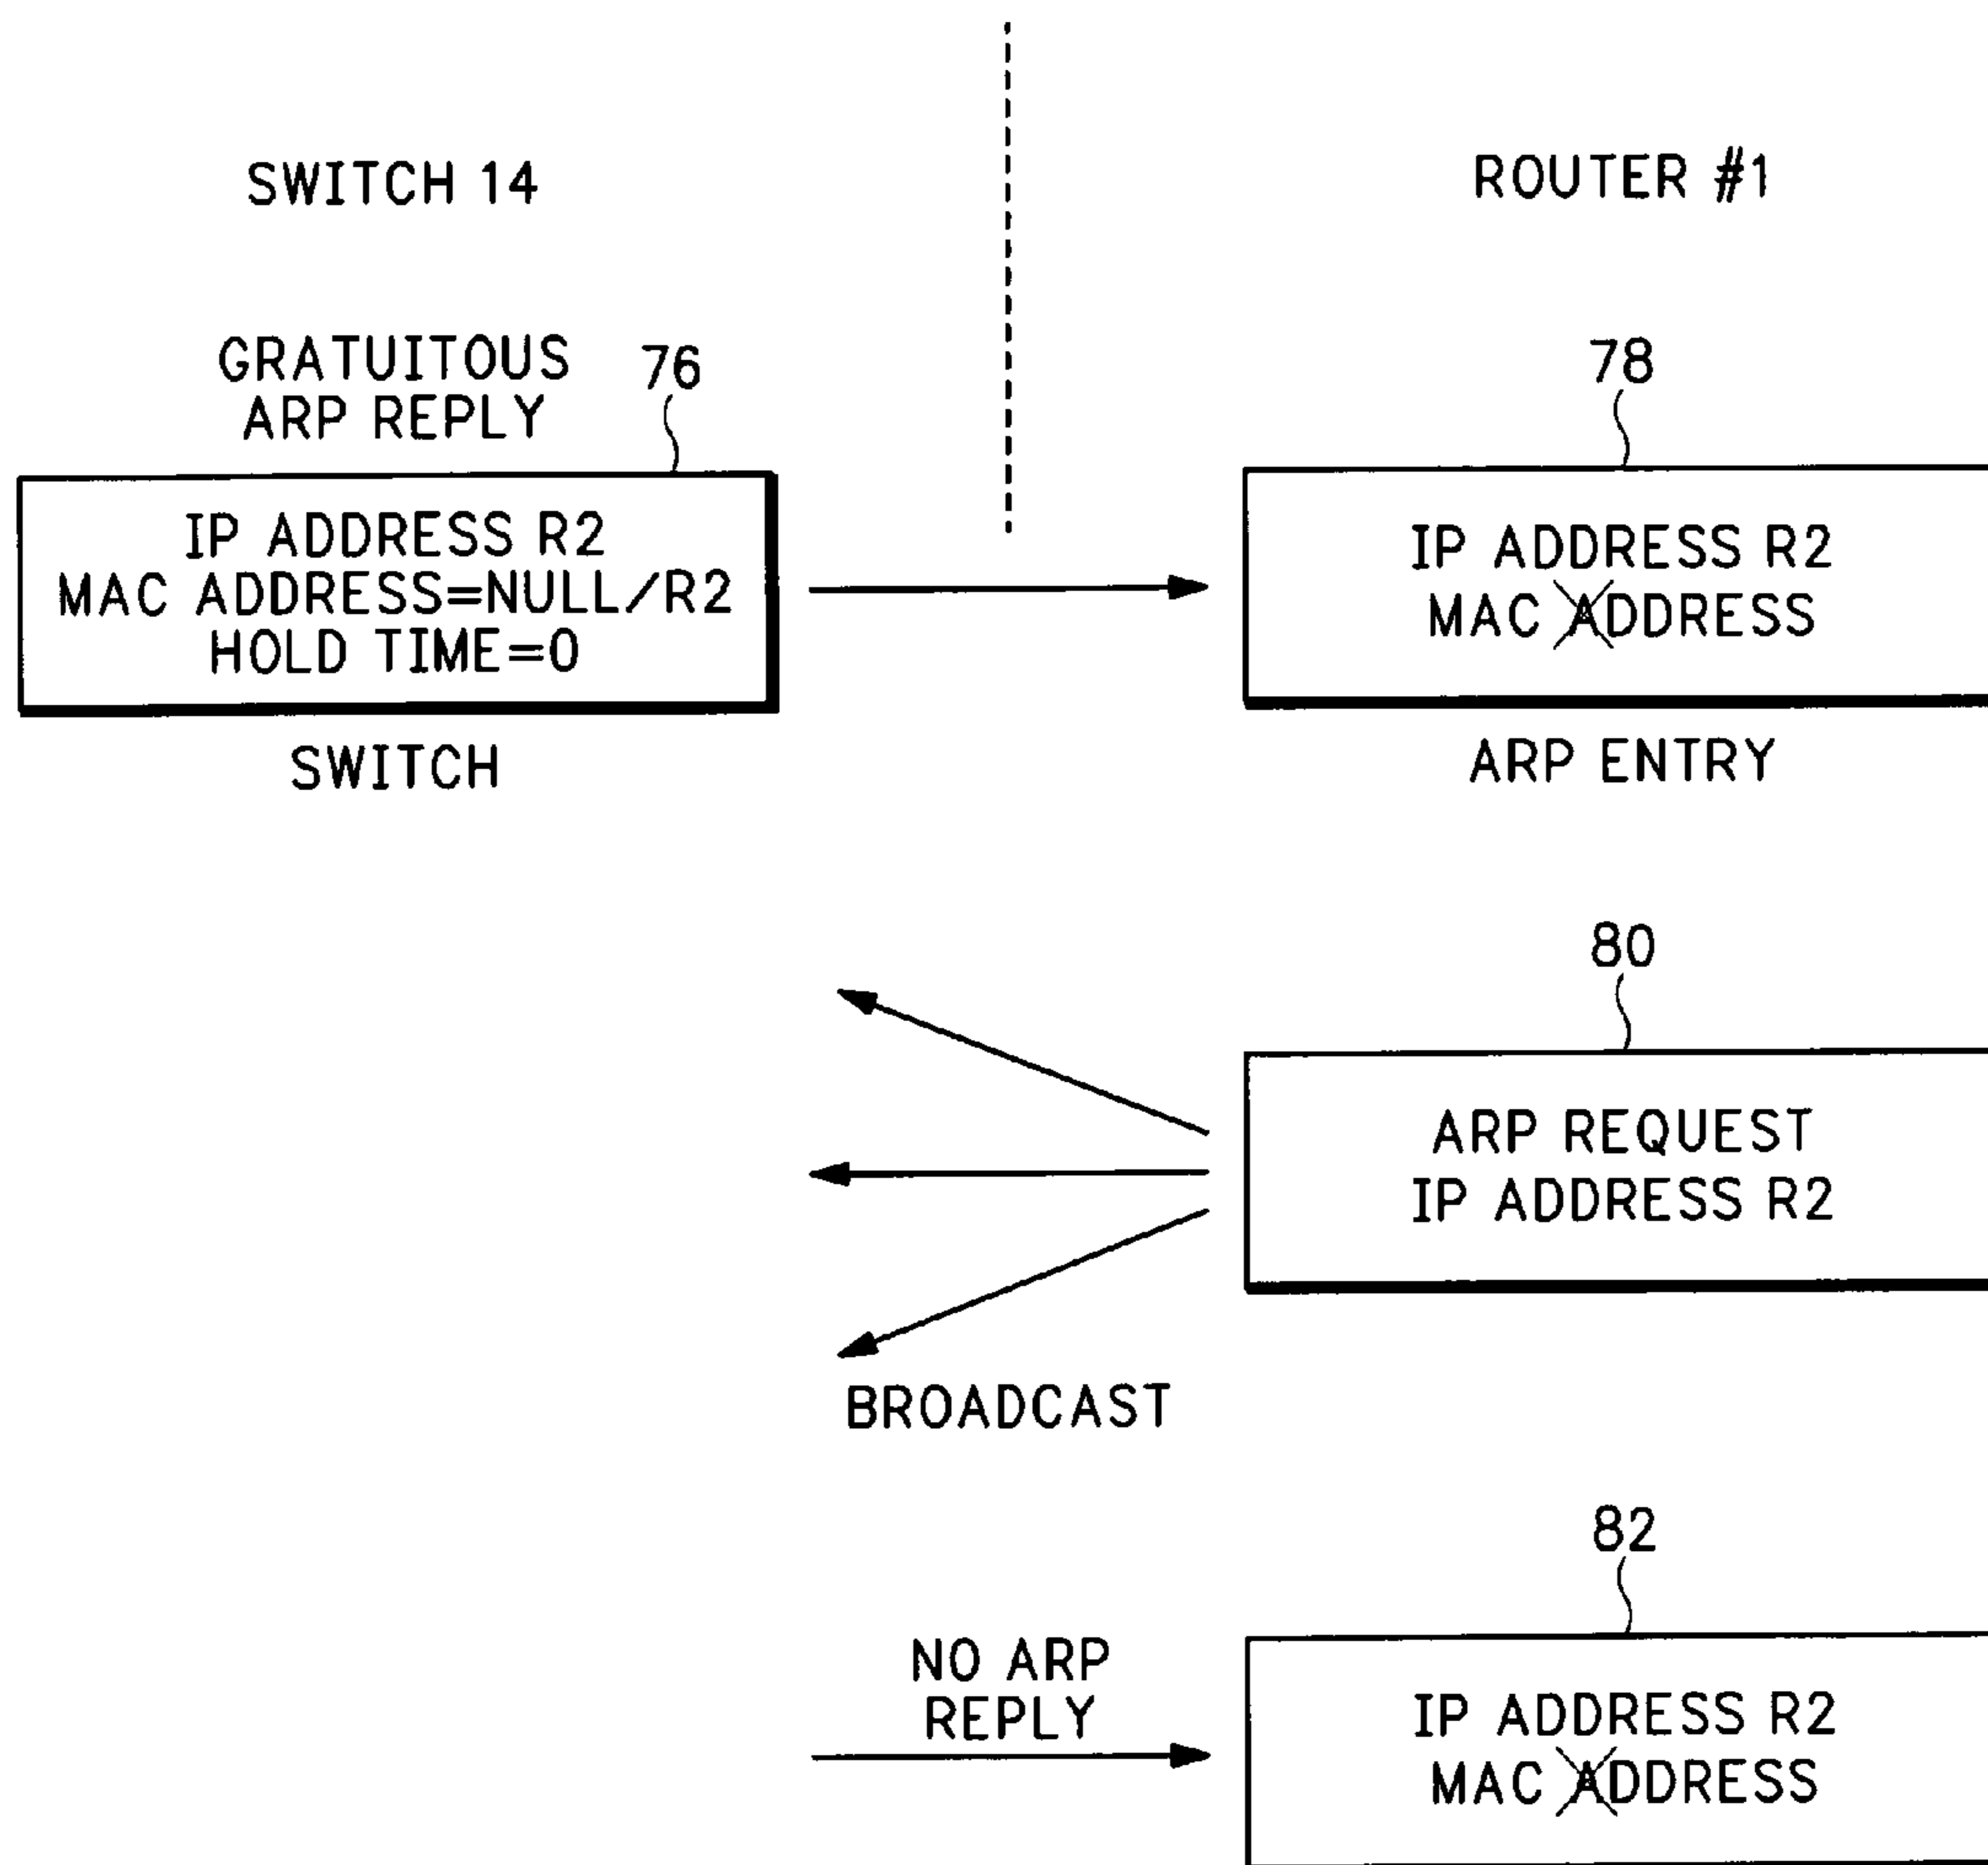 SWITCH 14
ROUTER #1
GRATUITOUS
ARP REPLY
76
IP ADDRESS R2
MAC ADDRESS=NULL/R2
HOLD TIME=0
SWITCH
78
IP ADDRESS R2
MAC ADDRESS
ARP ENTRY
80
ARP REQUEST
IP ADDRESS R2
BROADCAST
82
NO ARP
REPLY
IP ADDRESS R2
MAC ADDRESS